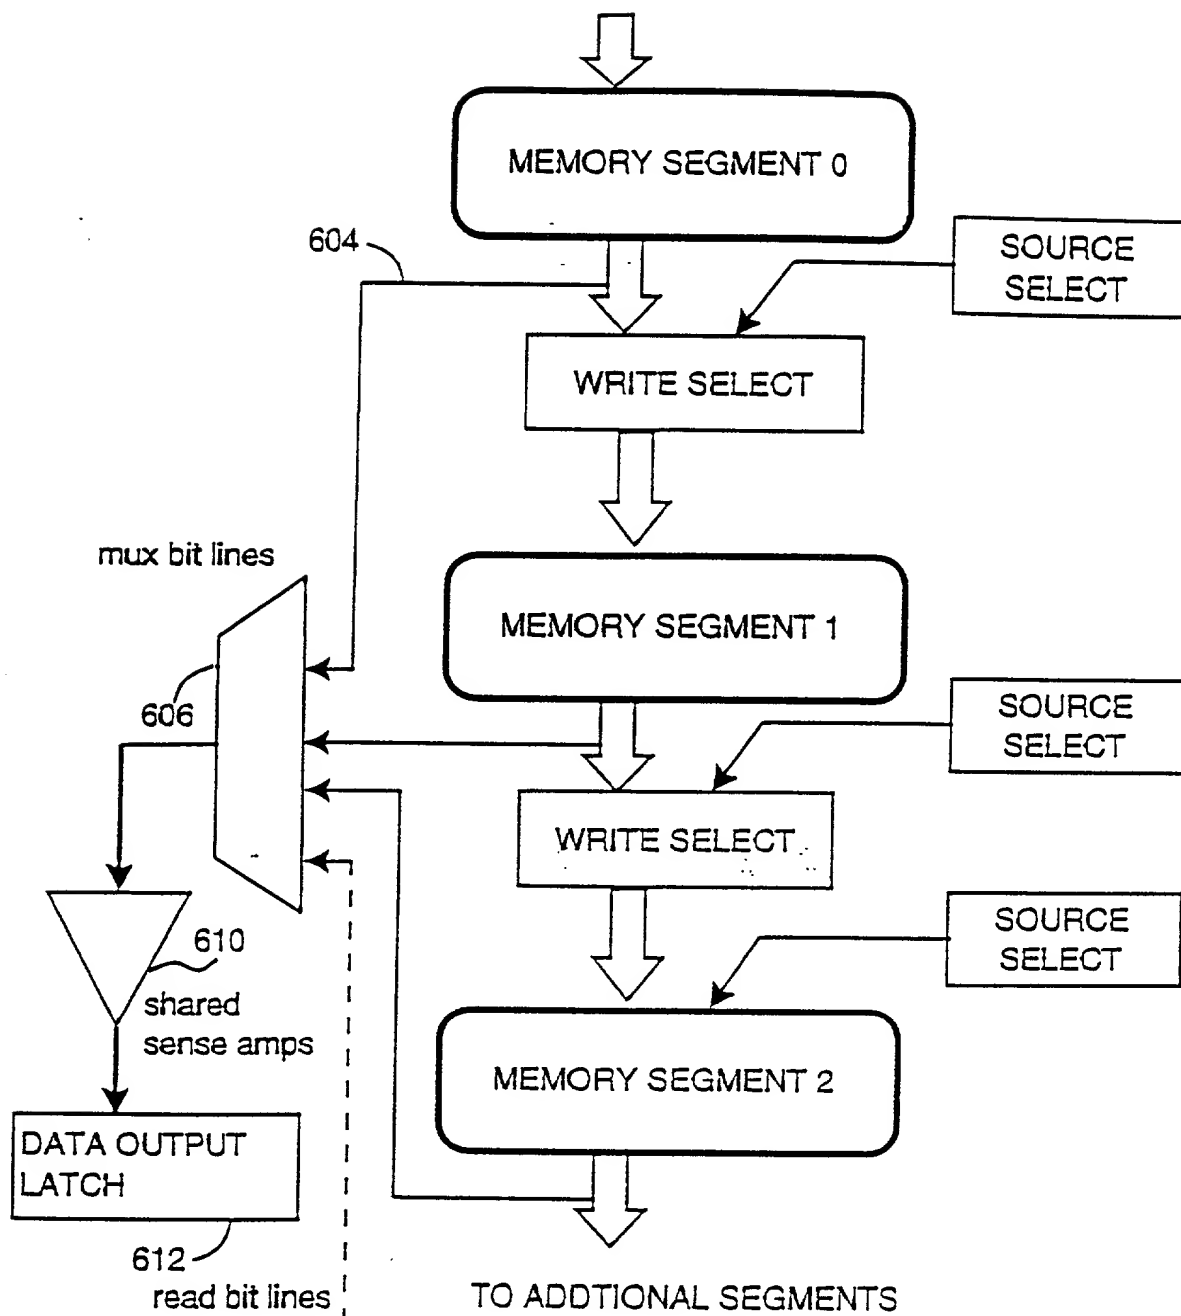 MEMORY SEGMENT 0
604
SOURCE
SELECT
WRITE SELECT
mux bit lines
MEMORY SEGMENT 1
606
SOURCE
SELECT
WRITE SELECT
610
shared
sense amps
SOURCE
SELECT
MEMORY SEGMENT 2
DATA OUTPUT
LATCH
612
read bit lines
TO ADDTIONAL SEGMENTS